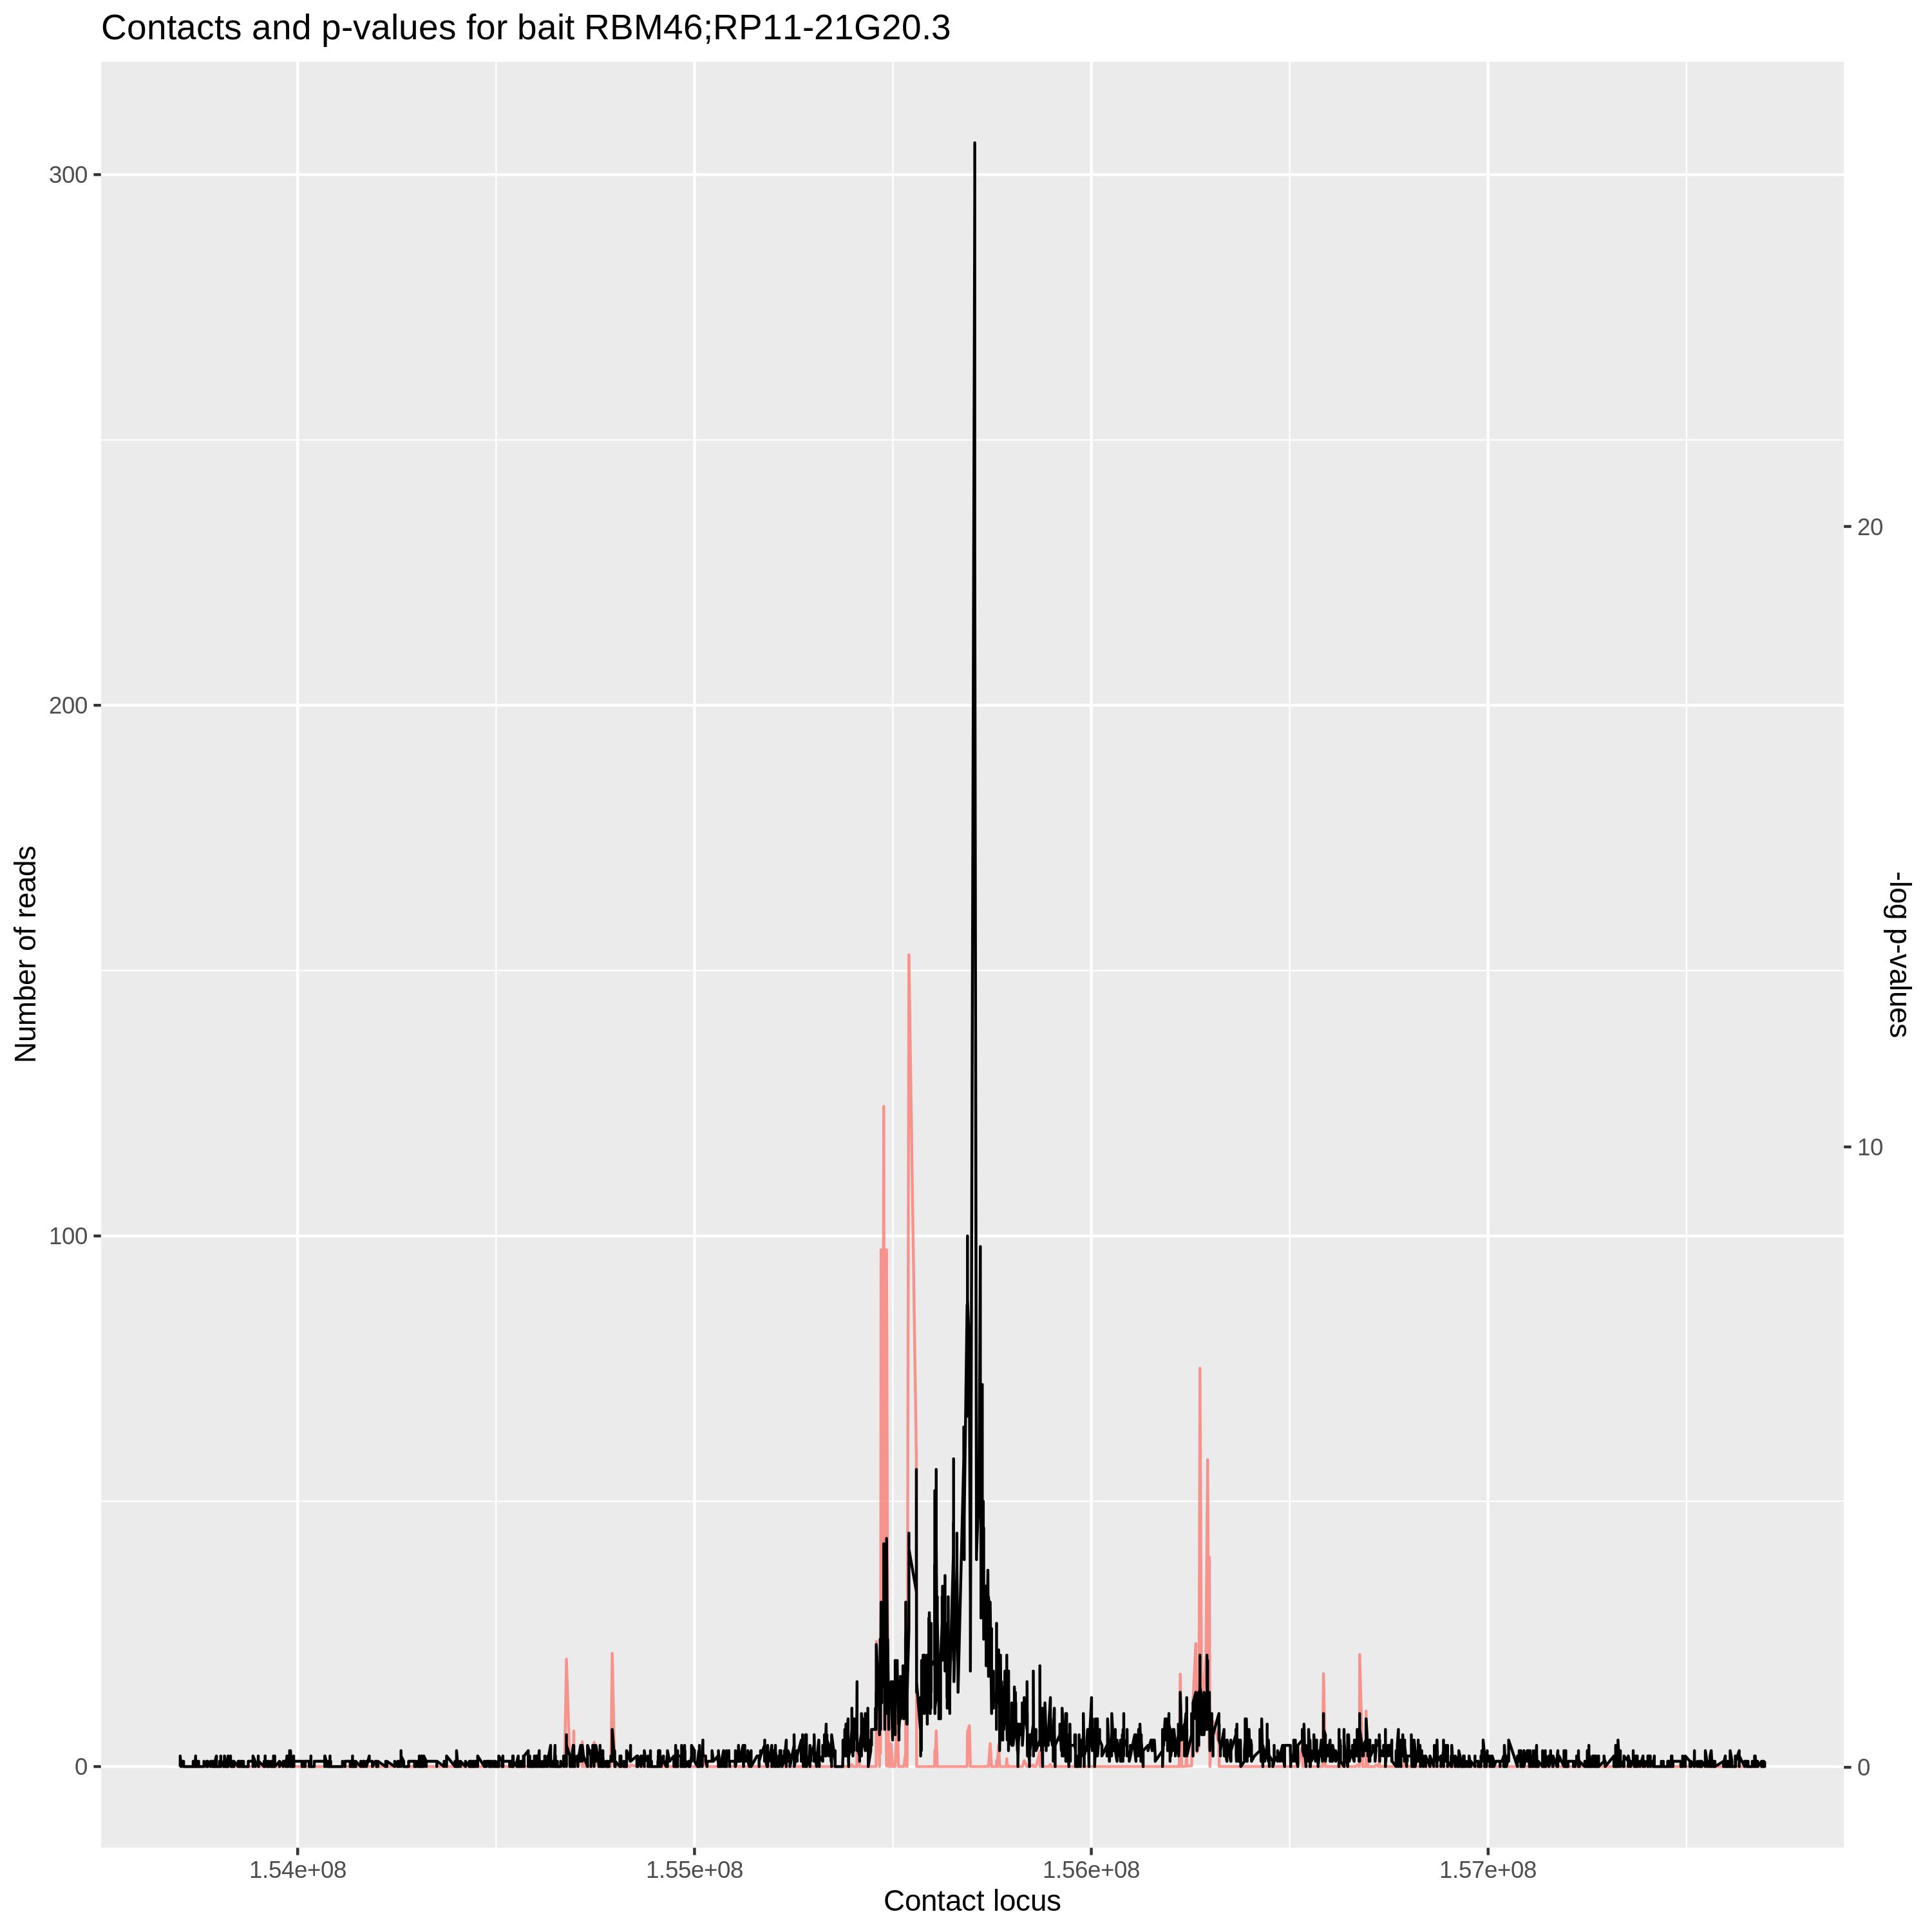 Contacts and p-values for bait RBM46;RP11-21G20.3
300
200
100
0
Number of reads
20
10
0
-log p-values
1.54e+08
1.55e+08
1.56e+08
1.57e+08
Contact locus